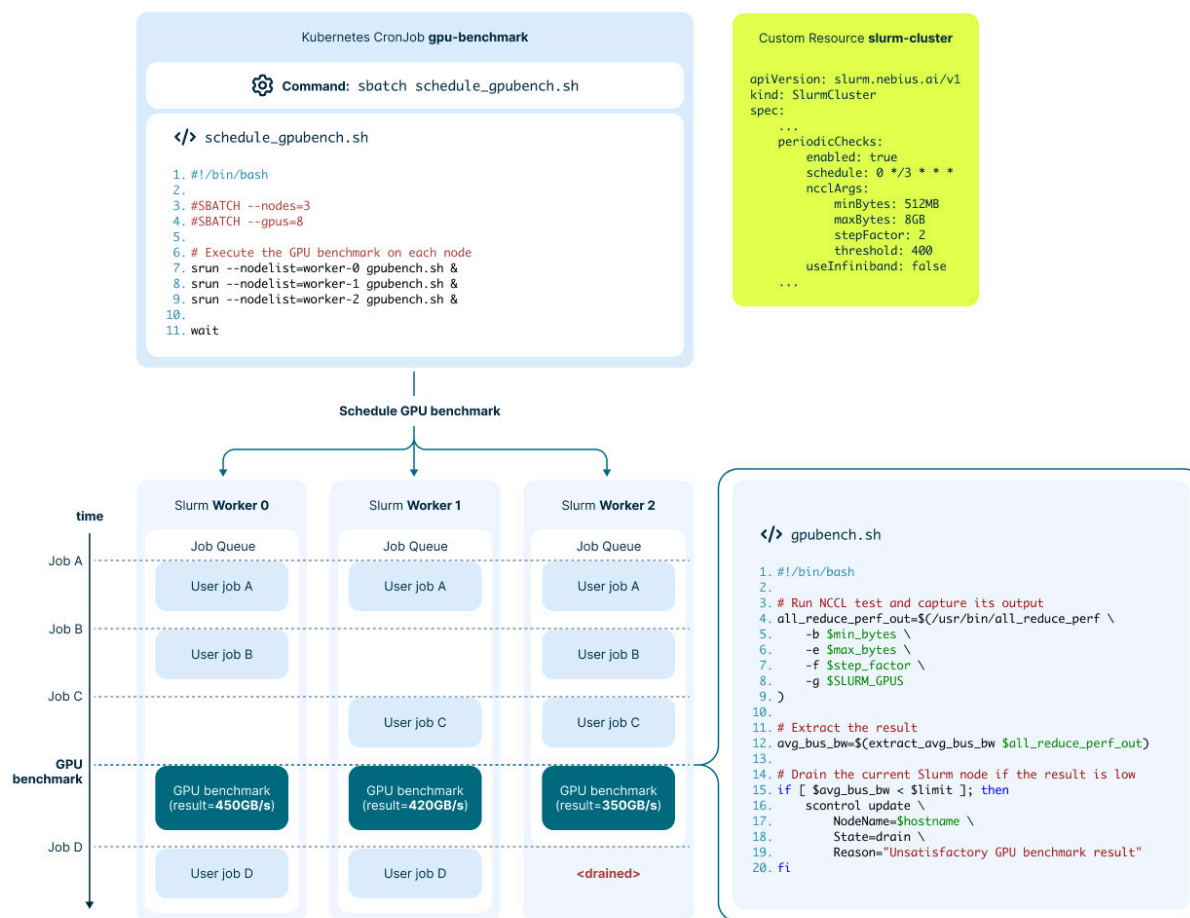 Kubernetes CronJob gpu-benchmark
Command: sbatch schedule_gpubench.sh
</> schedule_gpubench.sh
1. #!/bin/bash
2.
3. #SBATCH --nodes=3
4. #SBATCH --gpus=8
5.
6. # Execute the GPU benchmark on each node
7. srun --nodelist=worker-0 gpubench.sh &
8. srun --nodelist=worker-1 gpubench.sh &
9. srun --nodelist=worker-2 gpubench.sh &
10.
11. wait
Custom Resource slurm-cluster
apiVersion: slurm.nebius.ai/v1
kind: SlurmCluster
spec:
    ...
    periodicChecks:
        enabled: true
        schedule: 0 */3 * * *
        ncclArgs:
            minBytes: 512MB
            maxBytes: 8GB
            stepFactor: 2
            threshold: 400
        useInfiniband: false
    ...
Schedule GPU benchmark
time
Slurm Worker 0
Slurm Worker 1
Slurm Worker 2
Job Queue
Job Queue
Job Queue
Job A
User job A
User job A
User job A
Job B
User job B
User job B
Job C
User job C
User job C
GPU
benchmark
GPU benchmark
(result=450GB/s)
GPU benchmark
(result=420GB/s)
GPU benchmark
(result=350GB/s)
Job D
User job D
User job D
<drained>
</> gpubench.sh
1. #!/bin/bash
2.
3. # Run NCCL test and capture its output
4. all_reduce_perf_out=$(/usr/bin/all_reduce_perf \
5.     -b $min_bytes \
6.     -e $max_bytes \
7.     -f $step_factor \
8.     -g $SLURM_GPUS
9. )
10.
11. # Extract the result
12. avg_bus_bw=$(extract_avg_bus_bw $all_reduce_perf_out)
13.
14. # Drain the current Slurm node if the result is low
15. if [ $avg_bus_bw < $limit ]; then
16.     scontrol update \
17.         NodeName=$hostname \
18.         State=drain \
19.         Reason="Unsatisfactory GPU benchmark result"
20. fi